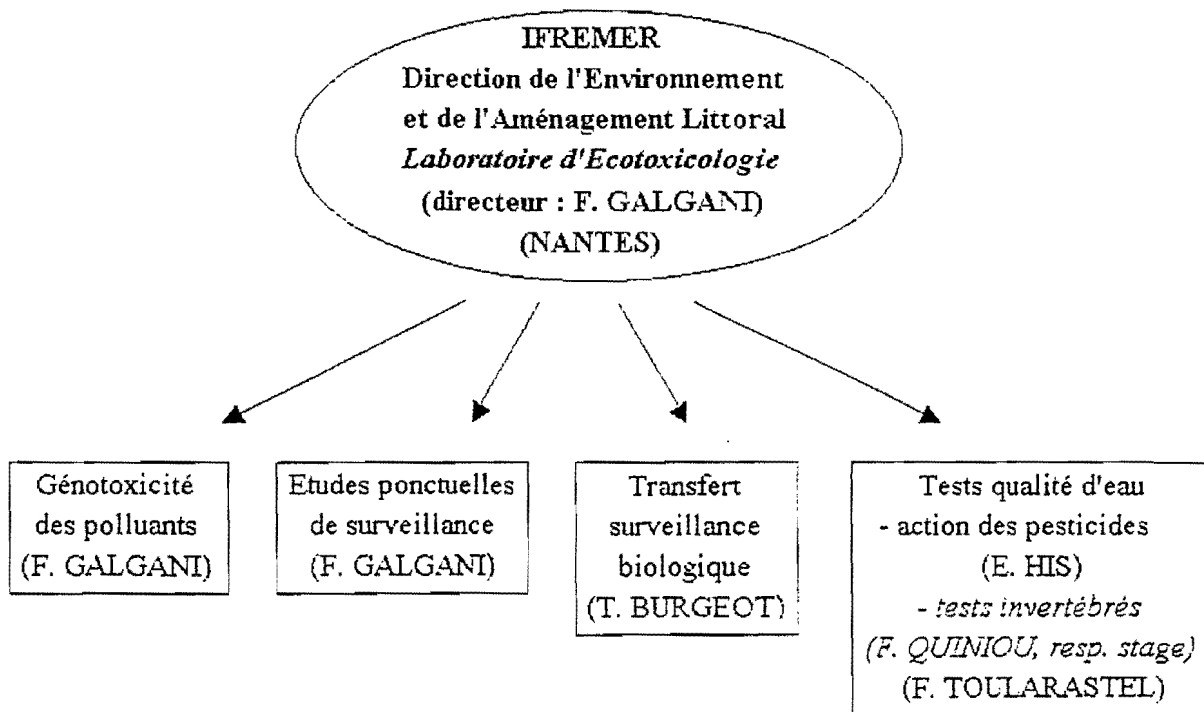 IFREMER
Direction de l'Environnement
et de l'Aménagement Littoral
Laboratoire d'Ecotoxicologie
(directeur : F. GALGANI)
(NANTES)
Génotoxicité
des polluants
(F. GALGANI)
Etudes ponctuelles
de surveillance
(F. GALGANI)
Transfert
surveillance
biologique
(T. BURGEOT)
Tests qualité d'eau
- action des pesticides
(E. HIS)
- tests invertébrés
(F. QUINIOU, resp. stage)
(F. TOULARASTEL)